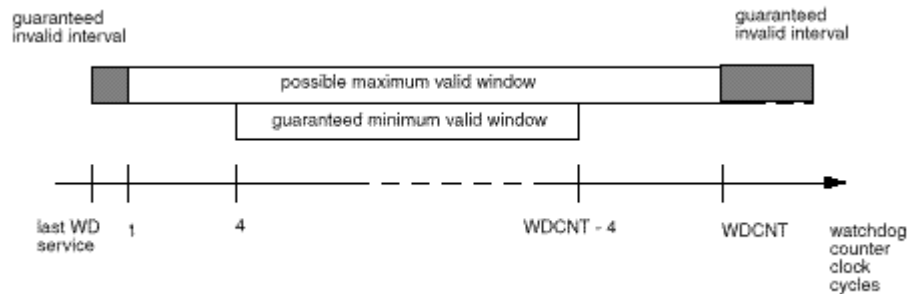 guaranteed
invalid interval
guaranteed
invalid interval
possible maximum valid window
guaranteed minimum valid window
last WD
service
1
4
WDCNT - 4
WDCNT
watchdog
counter
clock
cycles